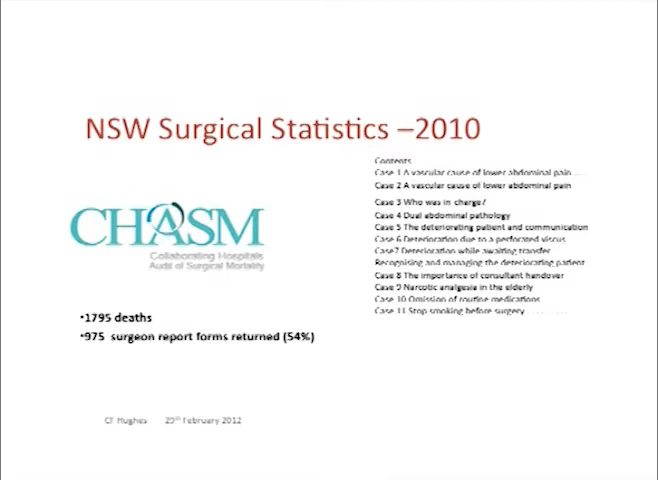 NSW Surgical Statistics –2010
Contents
Case 1 A vascular cause of lower abdominal pain.....
Case 2 A vascular cause of lower abdominal pain
Case 3 Who was in charge?
Case 4 Dual abdominal pathology
Case 5 The deteriorating patient and communication
Case 6 Deterioration due to a perforated viscus
Case7 Deterioration while awaiting transfer
Recognising and managing the deteriorating patient
Case 8 The importance of consultant handover
Case 9 Narcotic analgesia in the elderly
Case 10 Omission of routine medications
Case 11 Stop smoking before surgery ..........
CHASM
Collaborating Hospitals
Audit of Surgical Mortality
•1795 deaths
•975 surgeon report forms returned (54%)
CF Hughes 29th February 2012